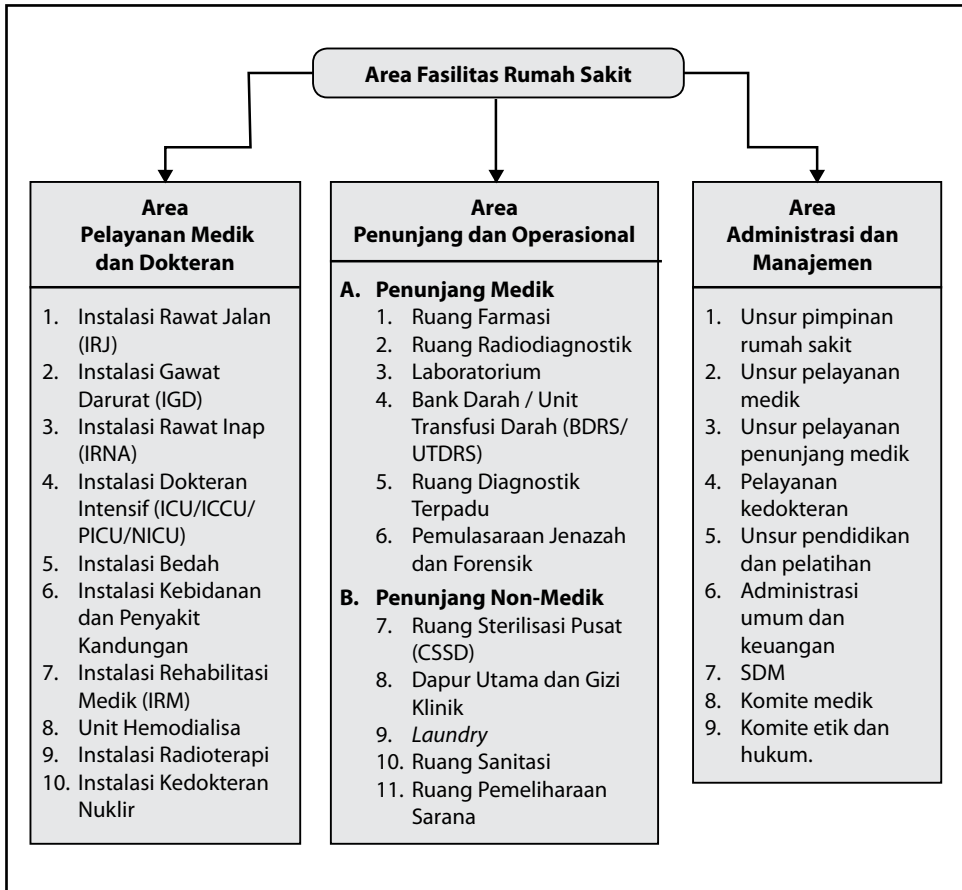 Area Fasilitas Rumah Sakit
Area
Pelayanan Medik
dan Dokteran
1. Instalasi Rawat Jalan
(IRJ)
2. Instalasi Gawat
Darurat (IGD)
3. Instalasi Rawat Inap
(IRNA)
4. Instalasi Dokteran
Intensif (ICU/ICCU/
PICU/NICU)
5. Instalasi Bedah
6. Instalasi Kebidanan
dan Penyakit
Kandungan
7. Instalasi Rehabilitasi
Medik (IRM)
8. Unit Hemodialisa
9. Instalasi Radioterapi
10. Instalasi Kedokteran
Nuklir
Area
Penunjang dan Operasional
A. Penunjang Medik
1. Ruang Farmasi
2. Ruang Radiodiagnostik
3. Laboratorium
4. Bank Darah / Unit
Transfusi Darah (BDRS/
UTDRS)
5. Ruang Diagnostik
Terpadu
6. Pemulasaraan Jenazah
dan Forensik
B. Penunjang Non-Medik
7. Ruang Sterilisasi Pusat
(CSSD)
8. Dapur Utama dan Gizi
Klinik
9. Laundry
10. Ruang Sanitasi
11. Ruang Pemeliharaan
Sarana
Area
Administrasi dan
Manajemen
1. Unsur pimpinan
rumah sakit
2. Unsur pelayanan
medik
3. Unsur pelayanan
penunjang medik
4. Pelayanan
kedokteran
5. Unsur pendidikan
dan pelatihan
6. Administrasi
umum dan
keuangan
7. SDM
8. Komite medik
9. Komite etik dan
hukum.